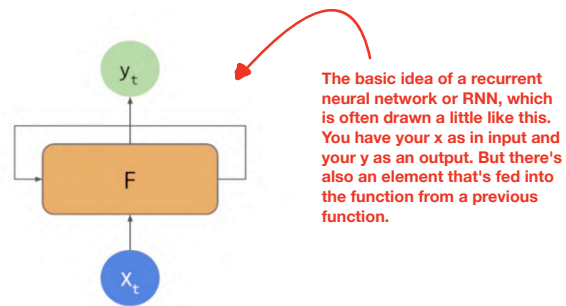 y_t
F
X_t
The basic idea of a recurrent
neural network or RNN, which
is often drawn a little like this.
You have your x as in input and
your y as an output. But there's
also an element that's fed into
the function from a previous
function.